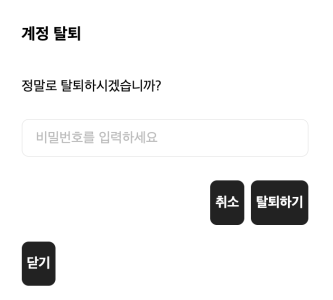 계정 탈퇴
정말로 탈퇴하시겠습니까?
비밀번호를 입력하세요
취소 탈퇴하기
닫기